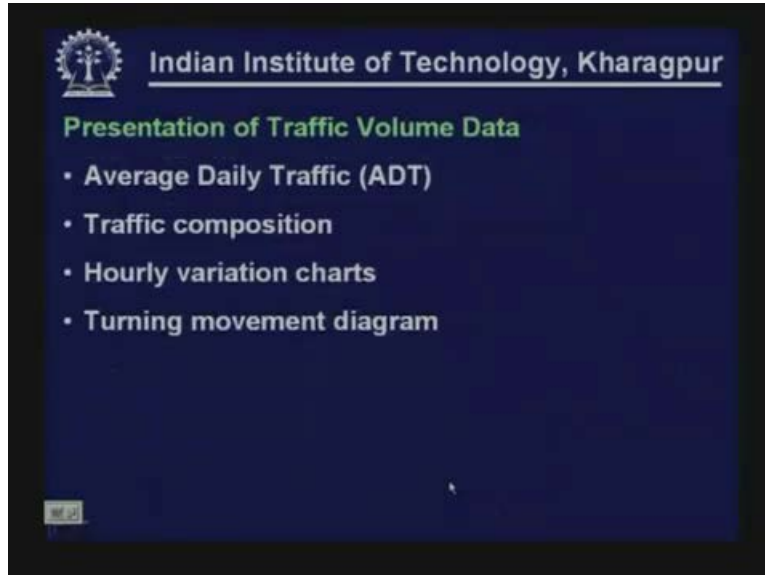 Indian Institute of Technology, Kharagpur
Presentation of Traffic Volume Data
• Average Daily Traffic (ADT)
• Traffic composition
• Hourly variation charts
• Turning movement diagram